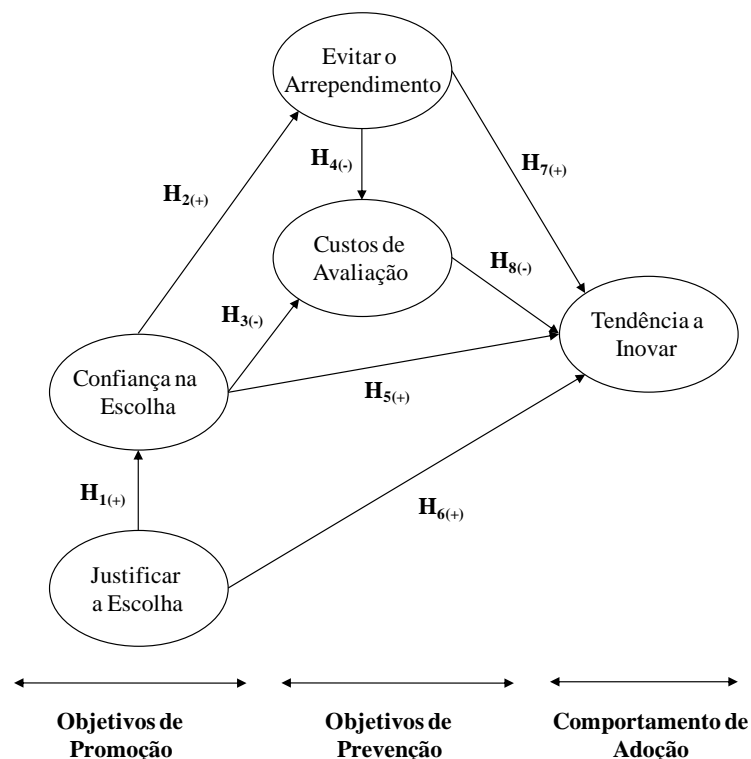 Evitar o
Arrependimento
H4(-)
H7(+)
H2(+)
Custos de
Avaliação
H8(-)
H3(-)
Tendência a
Inovar
Confiança na
Escolha
H5(+)
H1(+)
H6(+)
Justificar
a Escolha
Objetivos de
Promoção
Objetivos de
Prevenção
Comportamento de
Adoção